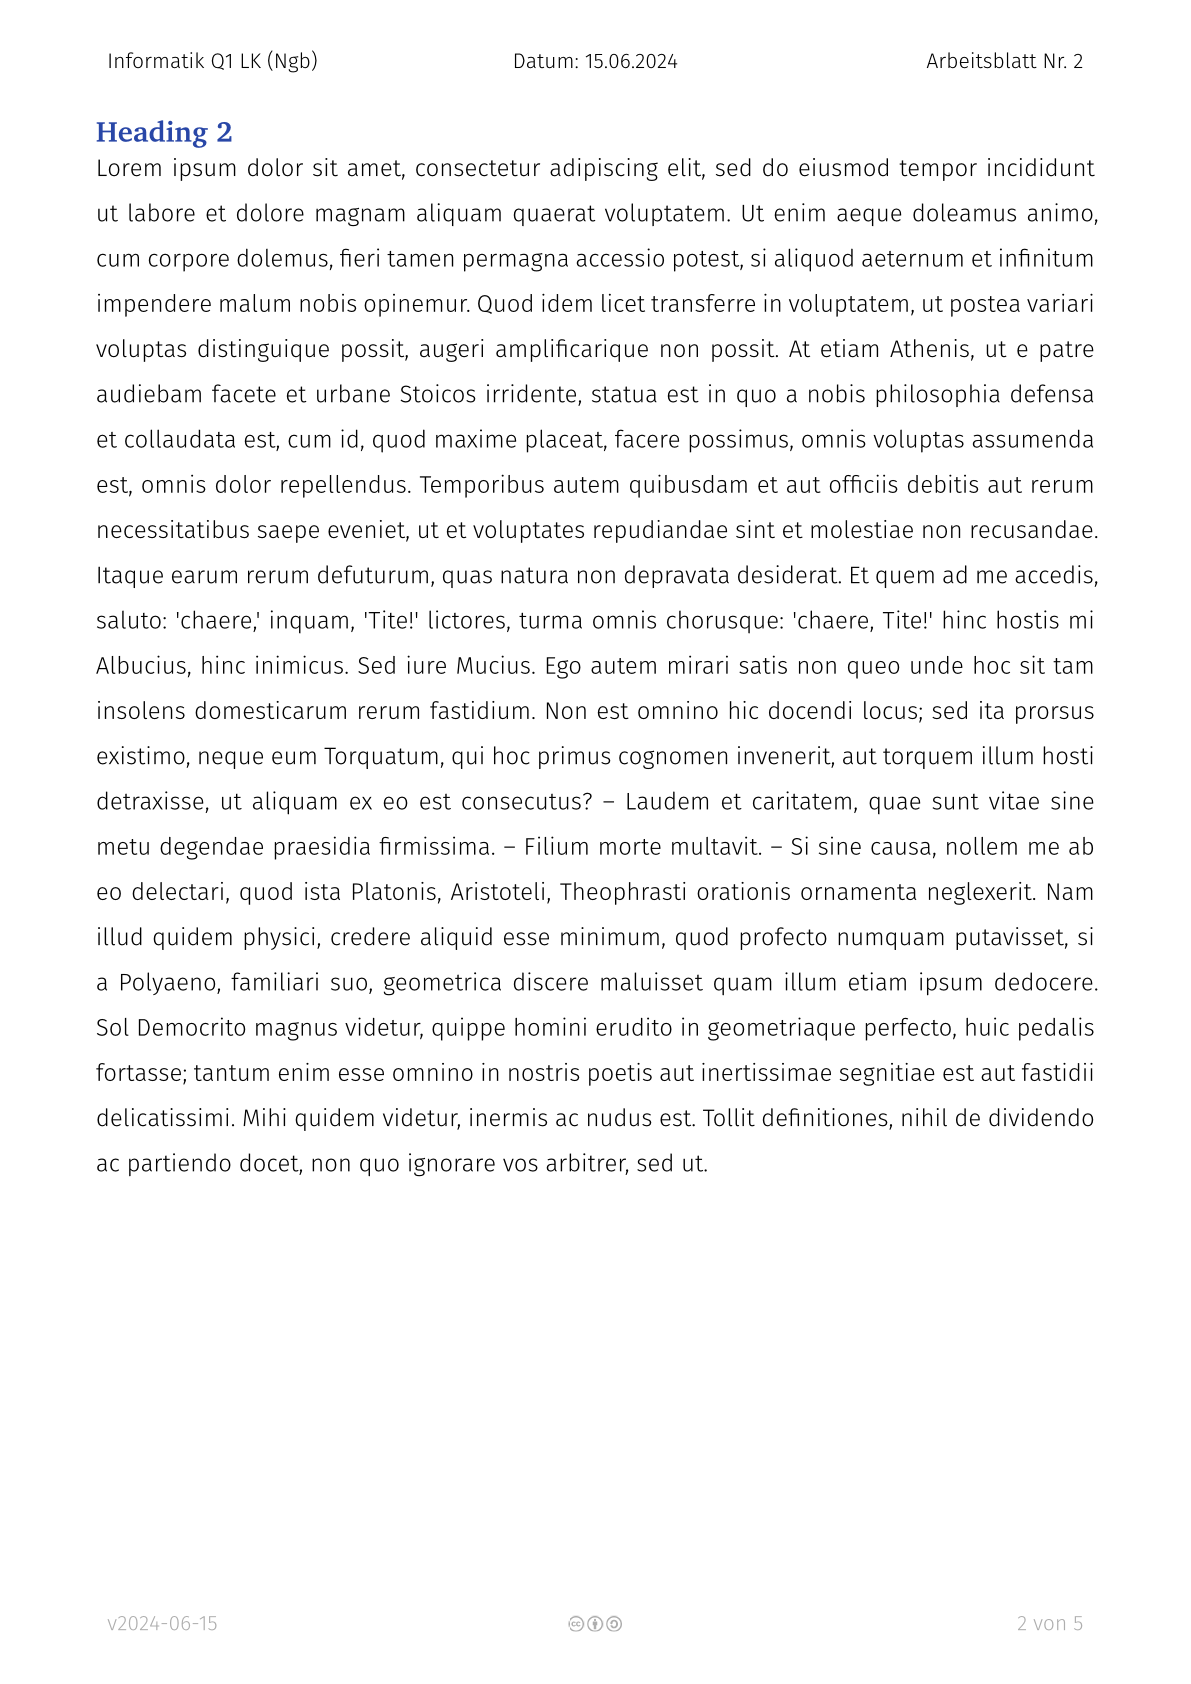 Informatik Q1 LK (Ngb) Datum: 15.06.2024 Arbeitsblatt Nr. 2
Heading 2
Lorem ipsum dolor sit amet, consectetur adipiscing elit, sed do eiusmod tempor incididunt
ut labore et dolore magnam aliquam quaerat voluptatem. Ut enim aeque doleamus animo,
cum corpore dolemus, fieri tamen permagna accessio potest, si aliquod aeternum et infinitum
impendere malum nobis opinemur. Quod idem licet transferre in voluptatem, ut postea variari
voluptas distinguique possit, augeri amplificarique non possit. At etiam Athenis, ut e patre
audiebam facete et urbane Stoicos irridente, statua est in quo a nobis philosophia defensa
et collaudata est, cum id, quod maxime placeat, facere possimus, omnis voluptas assumenda
est, omnis dolor repellendus. Temporibus autem quibusdam et aut officiis debitis aut rerum
necessitatibus saepe eveniet, ut et voluptates repudiandae sint et molestiae non recusandae.
Itaque earum rerum defuturum, quas natura non depravata desiderat. Et quem ad me accedis,
saluto: 'chaere,' inquam, 'Tite!' lictores, turma omnis chorusque: 'chaere, Tite!' hinc hostis mi
Albucius, hinc inimicus. Sed iure Mucius. Ego autem mirari satis non queo unde hoc sit tam
insolens domesticarum rerum fastidium. Non est omnino hic docendi locus; sed ita prorsus
existimo, neque eum Torquatum, qui hoc primus cognomen invenerit, aut torquem illum hosti
detraxisse, ut aliquam ex eo est consecutus? – Laudem et caritatem, quae sunt vitae sine
metu degendae praesidia firmissima. – Filium morte multavit. – Si sine causa, nollem me ab
eo delectari, quod ista Platonis, Aristoteli, Theophrasti orationis ornamenta neglexerit. Nam
illud quidem physici, credere aliquid esse minimum, quod profecto numquam putavisset, si
a Polyaeno, familiari suo, geometrica discere maluisset quam illum etiam ipsum dedocere.
Sol Democrito magnus videtur, quippe homini erudito in geometriaque perfecto, huic pedalis
fortasse; tantum enim esse omnino in nostris poetis aut inertissimae segnitiae est aut fastidii
delicatissimi. Mihi quidem videtur, inermis ac nudus est. Tollit definitiones, nihil de dividendo
ac partiendo docet, non quo ignorare vos arbitrer, sed ut.
v2024-06-15 2 von 5